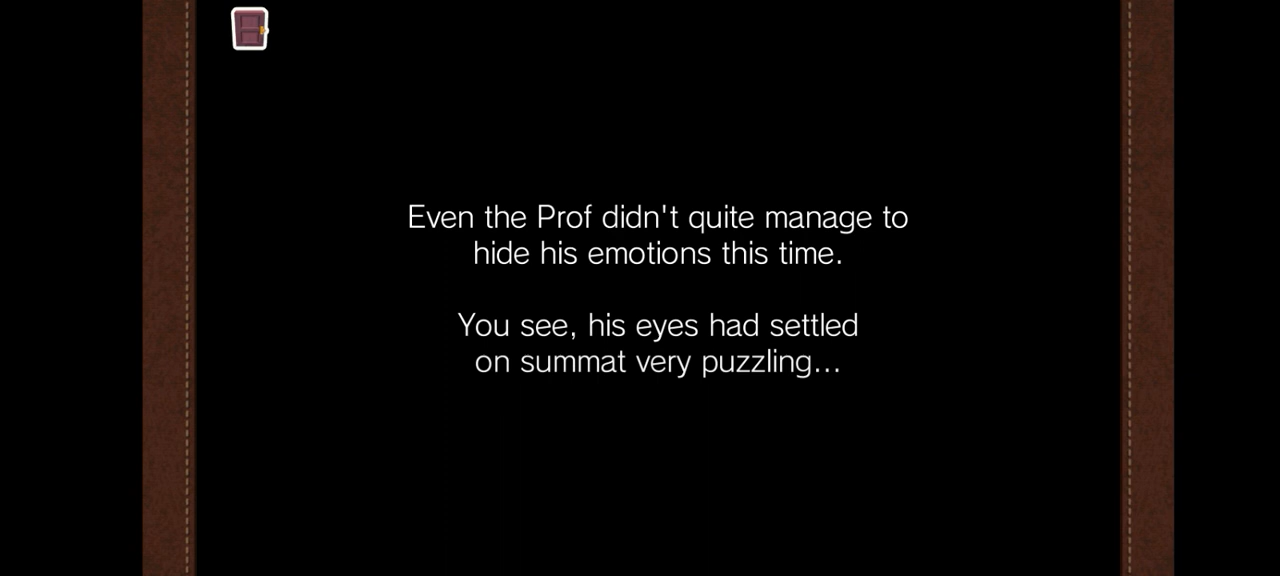 Even the Prof didn't quite manage to
hide his emotions this time.
You see, his eyes had settled
on summat very puzzling...